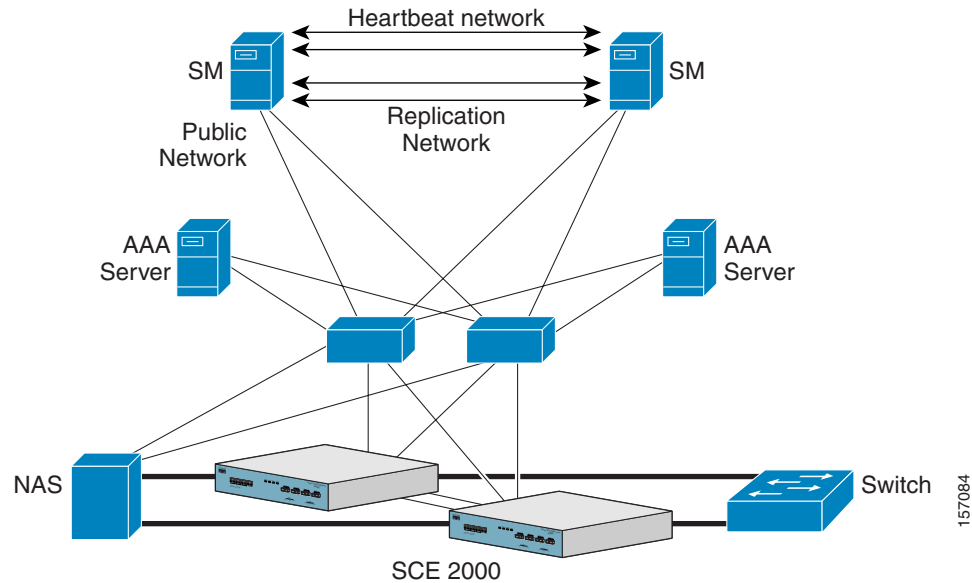 Heartbeat network
SM
SM
Replication
Network
Public
Network
AAA
Server
AAA
Server
NAS
Switch
SCE 2000
157084